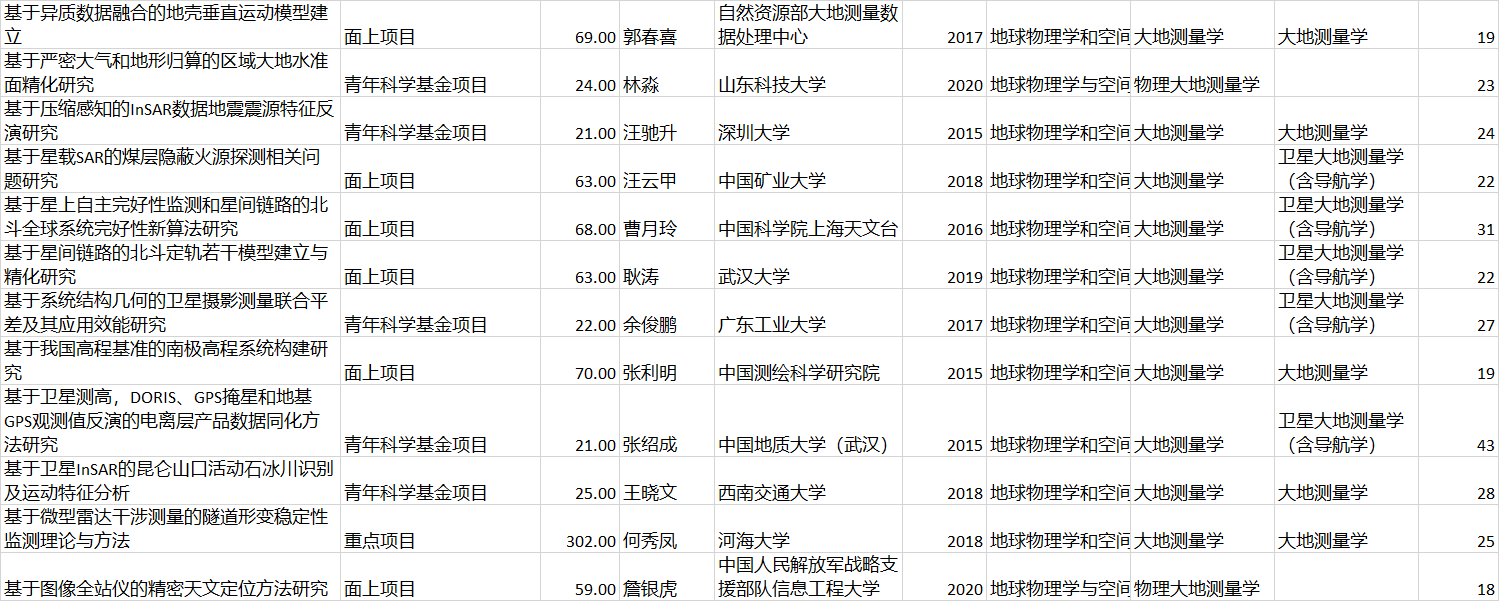 基于异质数据融合的地壳垂直运动模型建
立 面上项目 69.00 郭春喜 自然资源部大地测量数
据处理中心 2017 地球物理学和空间 大地测量学 大地测量学 19
基于严密大气和地形归算的区域大地水准
面精化研究 青年科学基金项目 24.00 林淼 山东科技大学 2020 地球物理学与空间 物理大地测量学 23
基于压缩感知的InSAR数据地震震源特征反
演研究 青年科学基金项目 21.00 汪驰升 深圳大学 2015 地球物理学和空间 大地测量学 大地测量学 24
基于星载SAR的煤层隐蔽火源探测相关问
题研究 面上项目 63.00 汪云甲 中国矿业大学 2018 地球物理学和空间 大地测量学 卫星大地测量学
（含导航学） 22
基于星上自主完好性监测和星间链路的北
斗全球系统完好性新算法研究 面上项目 68.00 曹月玲 中国科学院上海天文台 2016 地球物理学和空间 大地测量学 卫星大地测量学
（含导航学） 31
基于星间链路的北斗定轨若干模型建立与
精化研究 面上项目 63.00 耿涛 武汉大学 2019 地球物理学和空间 大地测量学 卫星大地测量学
（含导航学） 22
基于系统结构几何的卫星摄影测量联合平
差及其应用效能研究 青年科学基金项目 22.00 余俊鹏 广东工业大学 2017 地球物理学和空间 大地测量学 卫星大地测量学
（含导航学） 27
基于我国高程基准的南极高程系统构建研
究 面上项目 70.00 张利明 中国测绘科学研究院 2015 地球物理学和空间 大地测量学 大地测量学 19
基于卫星测高，DORIS、GPS掩星和地基
GPS观测值反演的电离层产品数据同化方
法研究 青年科学基金项目 21.00 张绍成 中国地质大学（武汉） 2015 地球物理学和空间 大地测量学 卫星大地测量学
（含导航学） 43
基于卫星InSAR的昆仑山口活动石冰川识别
及运动特征分析 青年科学基金项目 25.00 王晓文 西南交通大学 2018 地球物理学和空间 大地测量学 大地测量学 28
基于微型雷达干涉测量的隧道形变稳定性
监测理论与方法 重点项目 302.00 何秀凤 河海大学 2018 地球物理学和空间 大地测量学 大地测量学 25
基于图像全站仪的精密天文定位方法研究 面上项目 59.00 詹银虎 中国人民解放军战略支
援部队信息工程大学 2020 地球物理学与空间 物理大地测量学 18